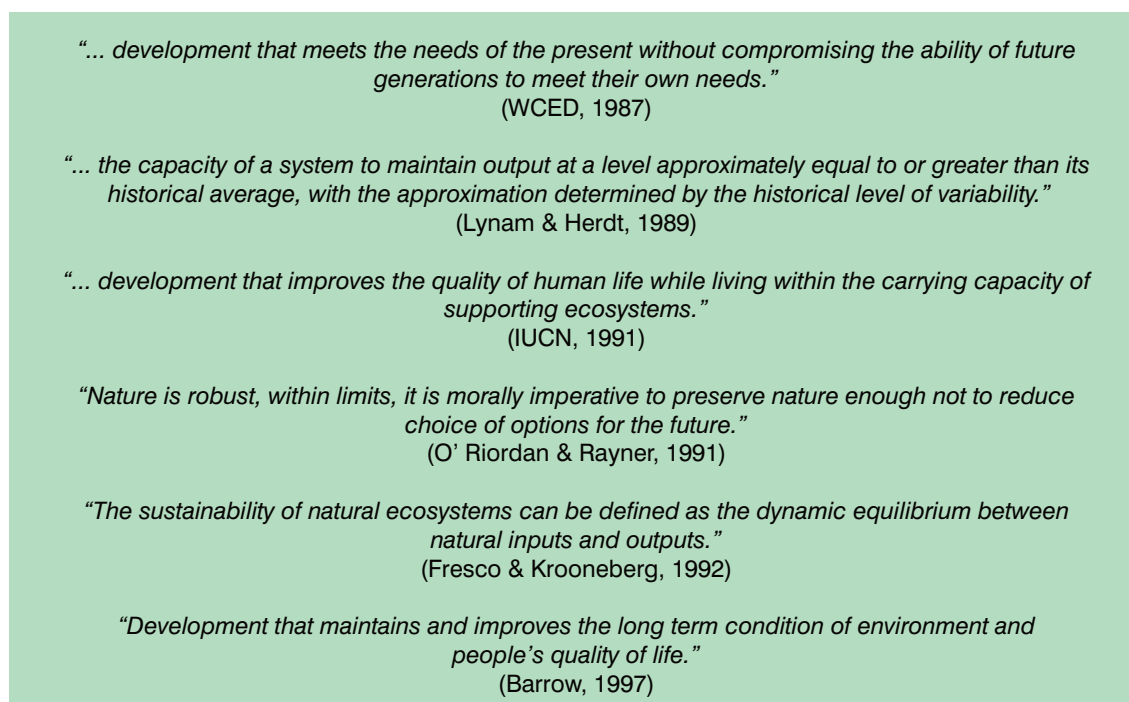 “... development that meets the needs of the present without compromising the ability of future
generations to meet their own needs.”
(WCED, 1987)
“... the capacity of a system to maintain output at a level approximately equal to or greater than its
historical average, with the approximation determined by the historical level of variability.”
(Lynam & Herdt, 1989)
“... development that improves the quality of human life while living within the carrying capacity of
supporting ecosystems.”
(IUCN, 1991)
“Nature is robust, within limits, it is morally imperative to preserve nature enough not to reduce
choice of options for the future.”
(O’ Riordan & Rayner, 1991)
“The sustainability of natural ecosystems can be defined as the dynamic equilibrium between
natural inputs and outputs.”
(Fresco & Krooneberg, 1992)
“Development that maintains and improves the long term condition of environment and
people’s quality of life.”
(Barrow, 1997)